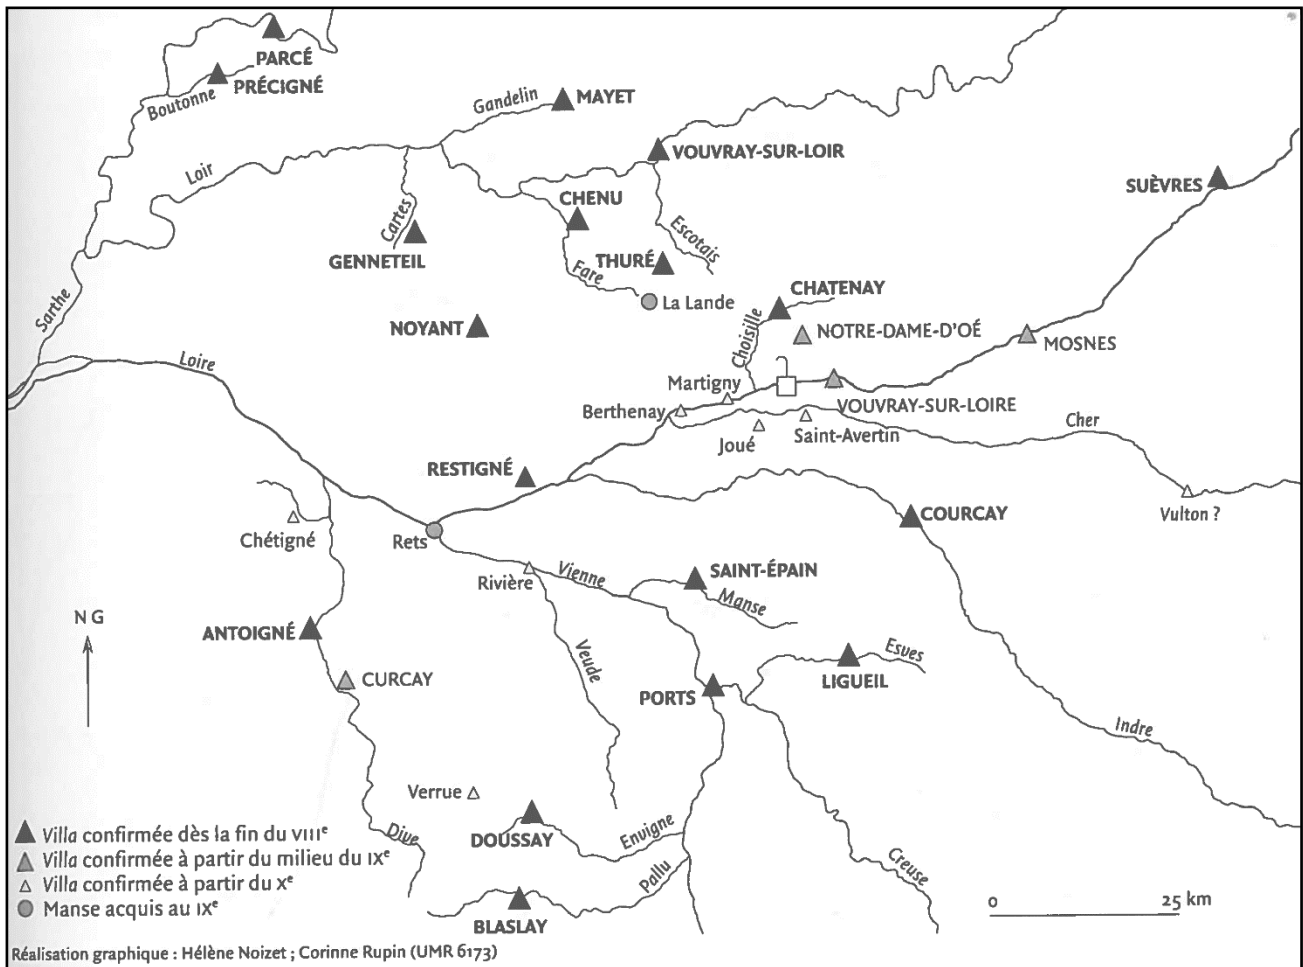 PARCÉ
PRÉCIGNÉ
Boutonne
Gandelin
MAYET
Loir
VOUVRAY-SUR-LOIR
SUÈVRES
CHENU
Cartes
Escotais
GENNETEIL
THURÉ
Fare
CHATENAY
La Lande
Sarthe
NOYANT
Choisille
NOTRE-DAME-D'OÉ
MOSNES
Loire
Martigny
Berthenay
VOUVRAY-SUR-LOIRE
Joué
Saint-Avertin
Cher
RESTIGNÉ
Vulton ?
COURCAY
Chétigné
Rets
Rivière
Vienne
SAINT-ÉPAIN
Manse
N G
ANTOIGNÉ
Veude
Esves
CURCAY
PORTS
LIGUEIL
Indre
Verrue
DOUSSAY
Envigne
Dive
Pallu
Creuse
BLASLAY
Villa confirmée dès la fin du VIIIe
Villa confirmée à partir du milieu du IXe
Villa confirmée à partir du Xe
Manse acquis au IXe
0 25 km
Réalisation graphique : Hélène Noizet ; Corinne Rupin (UMR 6173)